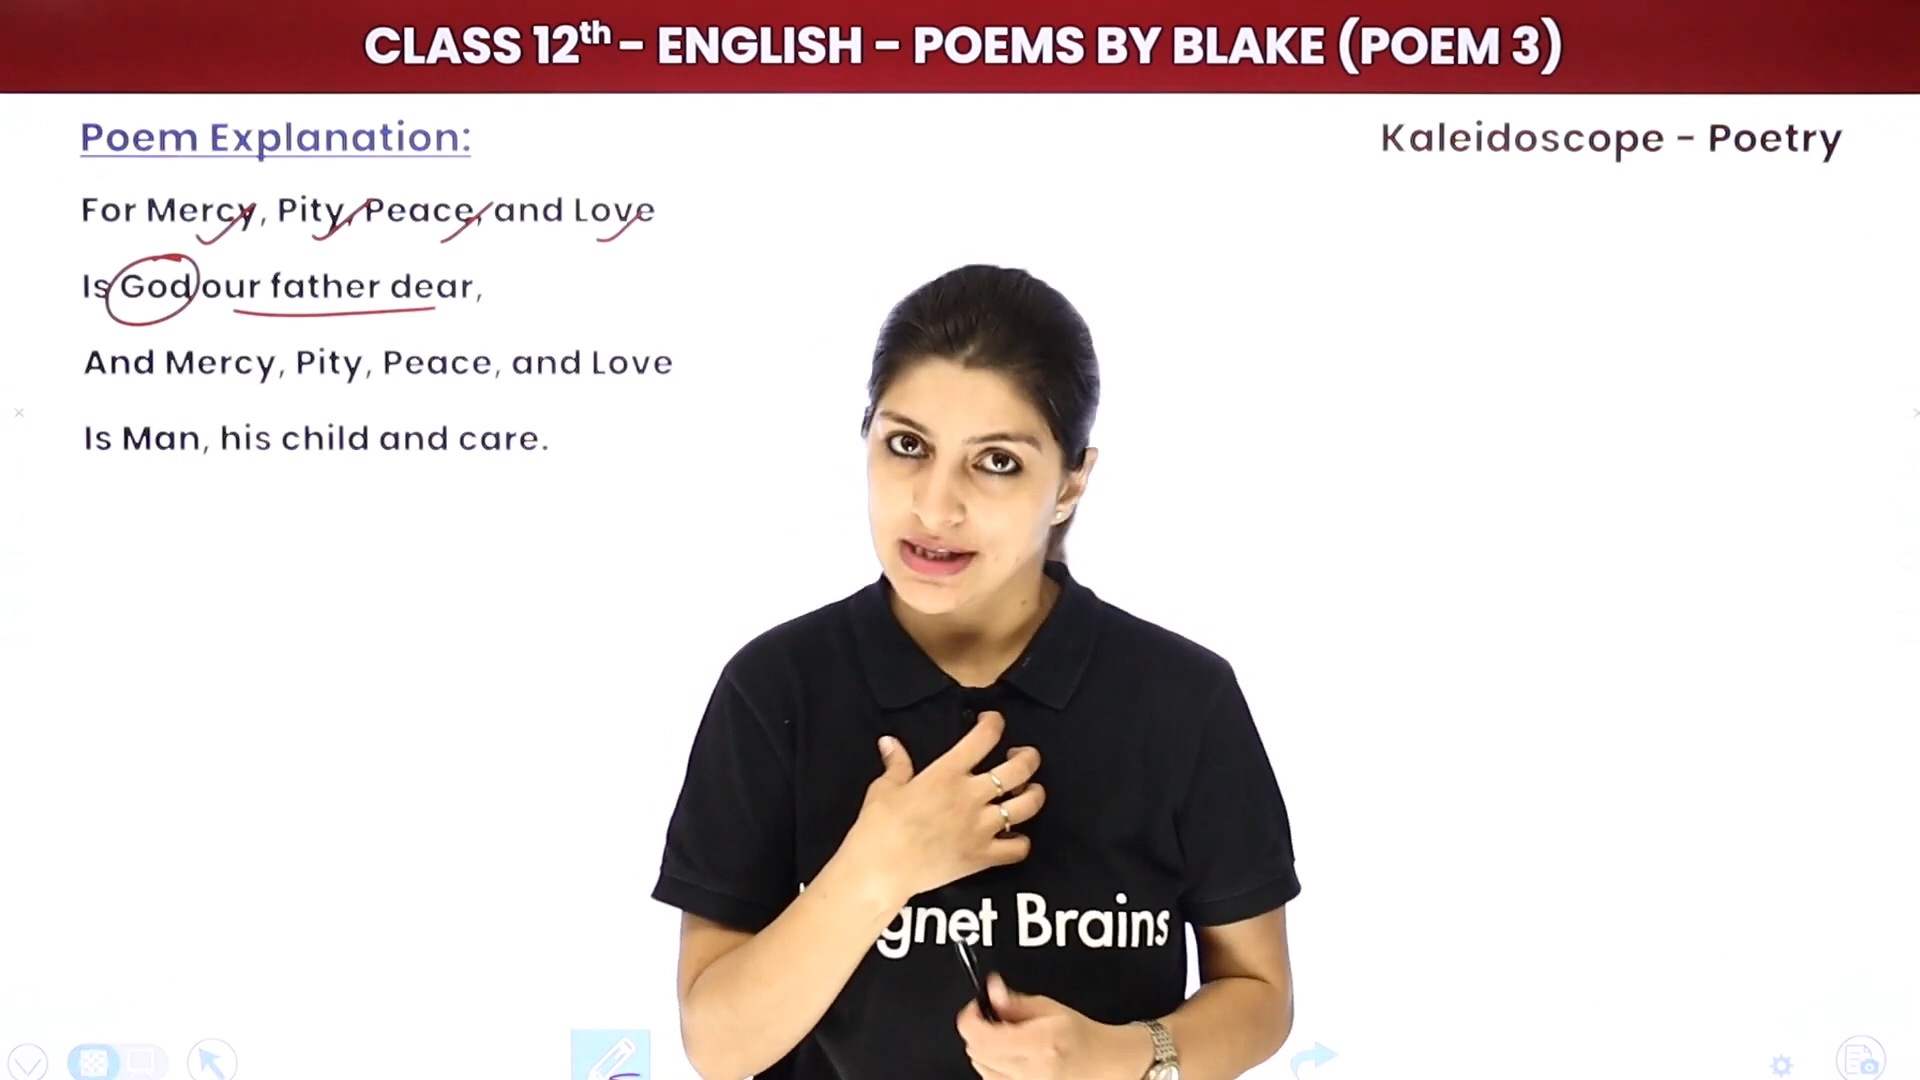 CLASS 12th – ENGLISH – POEMS BY BLAKE (POEM 3)
Poem Explanation:
Kaleidoscope – Poetry
For Mercy, Pity, Peace, and Love
Is God our father dear,
And Mercy, Pity, Peace, and Love
Is Man, his child and care.
gnet Brains